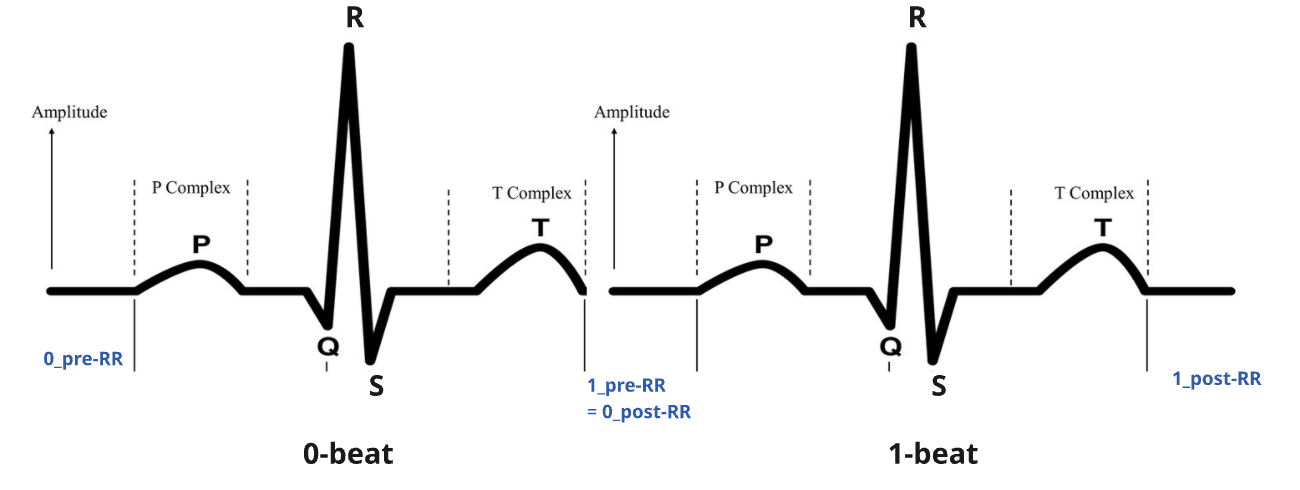 R
R
Amplitude
Amplitude
P Complex
T Complex
P Complex
T Complex
P
T
P
T
Q
Q
0_pre-RR
1_pre-RR
= 0_post-RR
1_post-RR
S
S
0-beat
1-beat